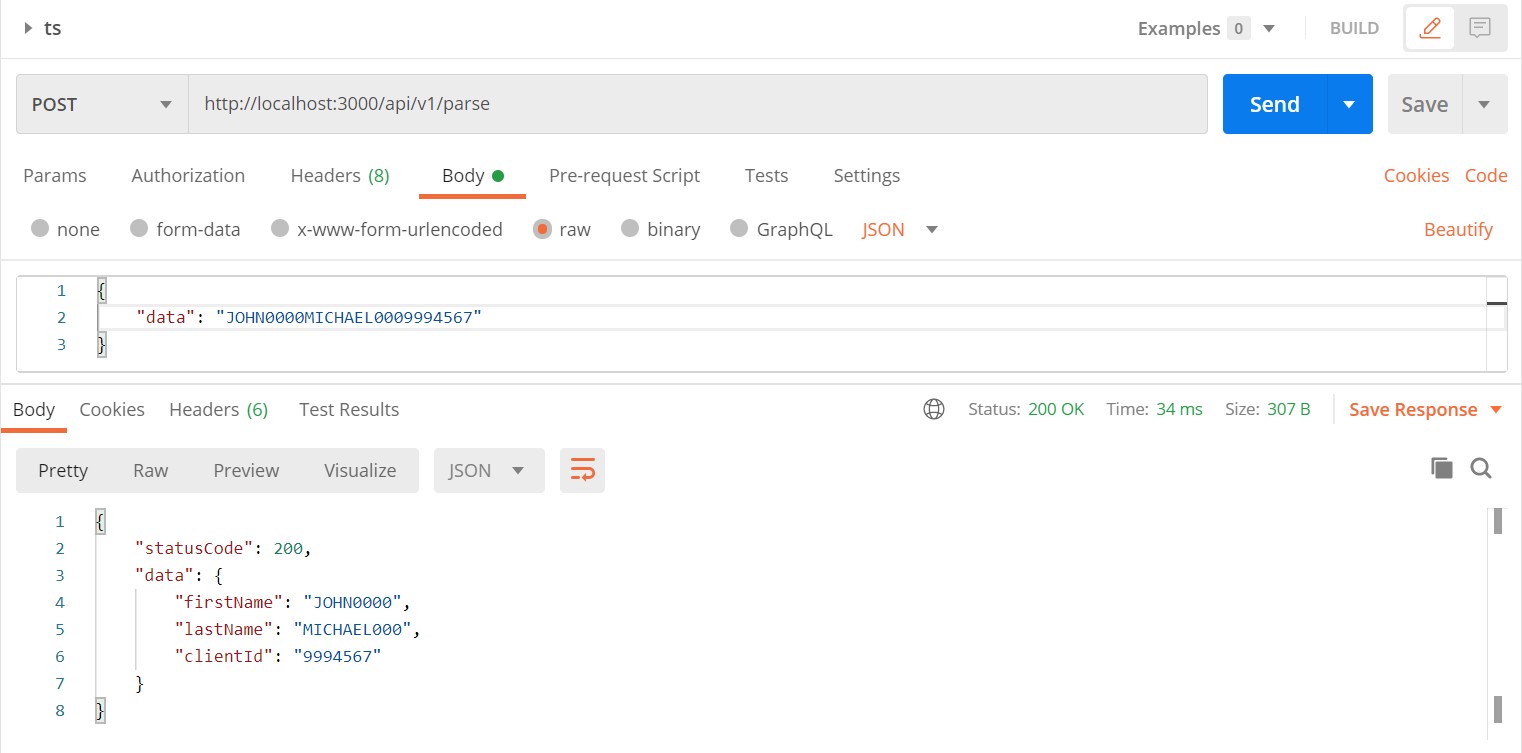 ts
Examples 0
BUILD
POST
http://localhost:3000/api/v1/parse
Send
Save
Params Authorization Headers (8) Body Pre-request Script Tests Settings Cookies Code
none form-data x-www-form-urlencoded raw binary GraphQL JSON Beautify
1 {
2 "data": "JOHN0000MICHAEL0009994567"
3 }
Body Cookies Headers (6) Test Results Status: 200 OK Time: 34 ms Size: 307 B Save Response
Pretty Raw Preview Visualize JSON
1 {
2 "statusCode": 200,
3 "data": {
4 "firstName": "JOHN0000",
5 "lastName": "MICHAEL000",
6 "clientId": "9994567"
7 }
8 }